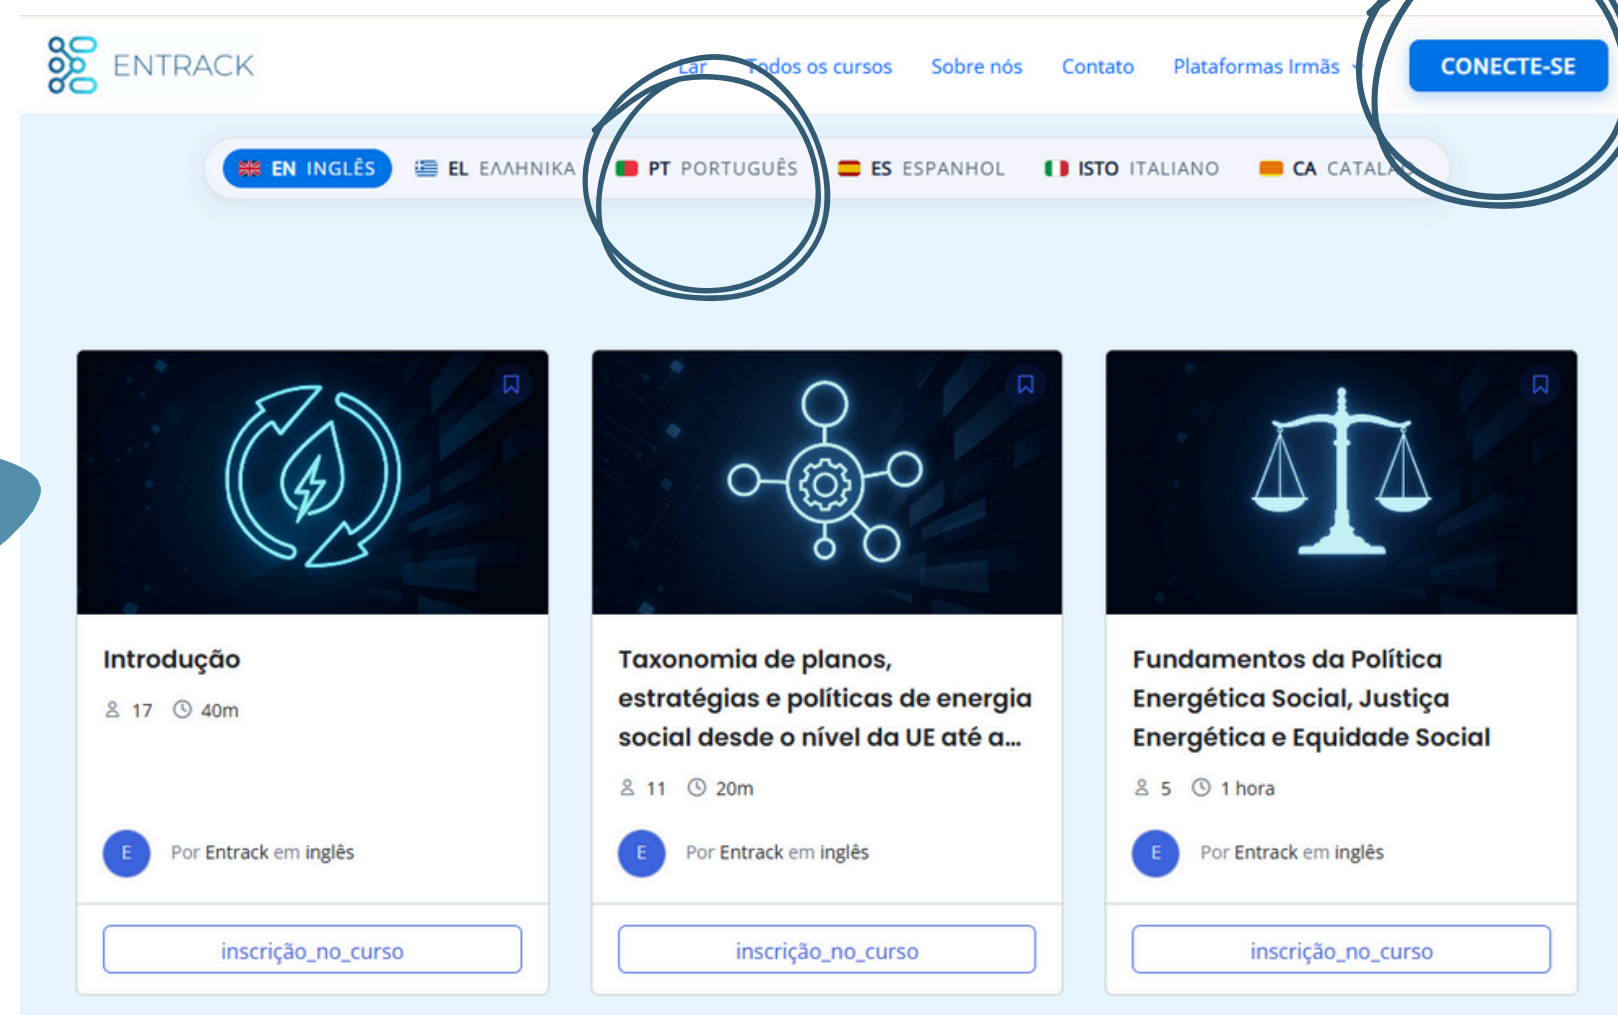 ENTRACK
Lar Todos os cursos Sobre nós Contato Plataformas Irmãs CONECTE-SE
EN INGLÊS EL ΕΛΛΗΝΙΚΑ PT PORTUGUÊS ES ESPANHOL ISTO ITALIANO CA CATALÃO
Introdução
17 40m
Por Entrack em inglês
inscrição_no_curso
Taxonomia de planos,
estratégias e políticas de energia
social desde o nível da UE até a...
11 20m
E Por Entrack em inglês
inscrição_no_curso
Fundamentos da Política
Energética Social, Justiça
Energética e Equidade Social
5 1 hora
E Por Entrack em inglês
inscrição_no_curso